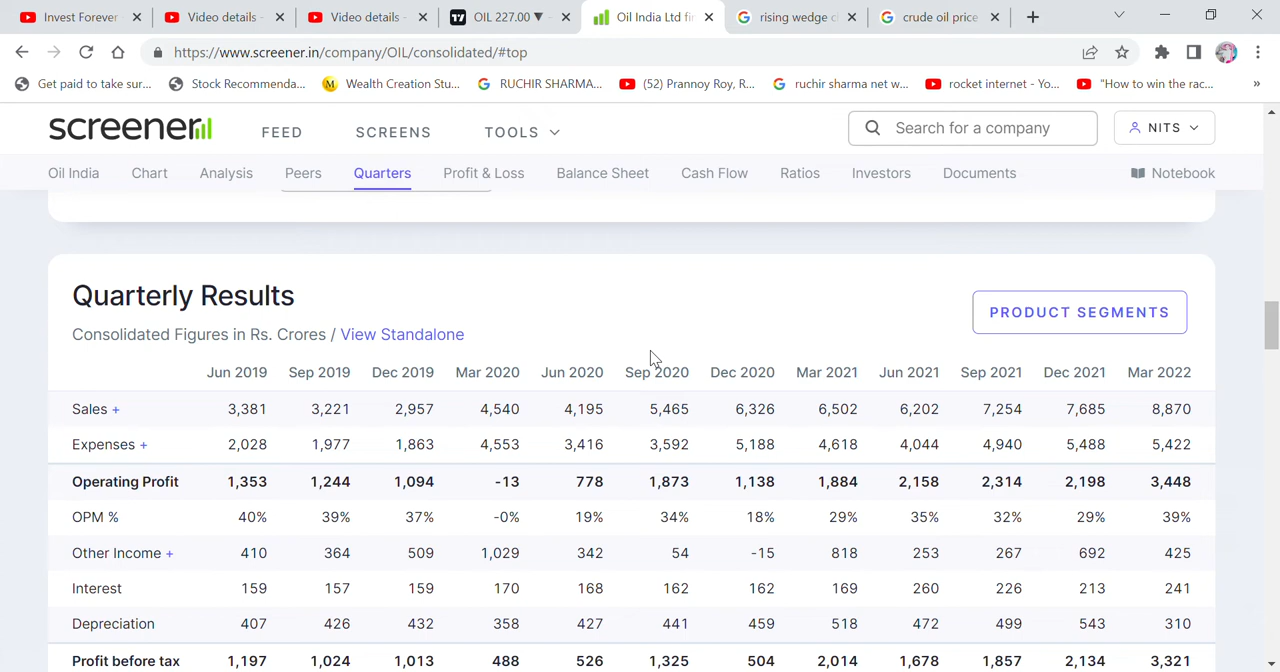 Invest Forever
Video details -
Video details -
OIL 227.00 ▼
Oil India Ltd fin
rising wedge c
crude oil price
https://www.screener.in/company/OIL/consolidated/#top
Get paid to take sur...
Stock Recommenda...
Wealth Creation Stu...
RUCHIR SHARMA...
(52) Prannoy Roy, R...
ruchir sharma net w...
rocket internet - Yo...
"How to win the rac...
»
screener
FEED
SCREENS
TOOLS
Search for a company
NITS
Oil India
Chart
Analysis
Peers
Quarters
Profit & Loss
Balance Sheet
Cash Flow
Ratios
Investors
Documents
Notebook
Quarterly Results
Consolidated Figures in Rs. Crores / View Standalone
PRODUCT SEGMENTS
Jun 2019 Sep 2019 Dec 2019 Mar 2020 Jun 2020 Sep 2020 Dec 2020 Mar 2021 Jun 2021 Sep 2021 Dec 2021 Mar 2022
Sales + 3,381 3,221 2,957 4,540 4,195 5,465 6,326 6,502 6,202 7,254 7,685 8,870
Expenses + 2,028 1,977 1,863 4,553 3,416 3,592 5,188 4,618 4,044 4,940 5,488 5,422
Operating Profit 1,353 1,244 1,094 -13 778 1,873 1,138 1,884 2,158 2,314 2,198 3,448
OPM % 40% 39% 37% -0% 19% 34% 18% 29% 35% 32% 29% 39%
Other Income + 410 364 509 1,029 342 54 -15 818 253 267 692 425
Interest 159 157 159 170 168 162 162 169 260 226 213 241
Depreciation 407 426 432 358 427 441 459 518 472 499 543 310
Profit before tax 1,197 1,024 1,013 488 526 1,325 504 2,014 1,678 1,857 2,134 3,321